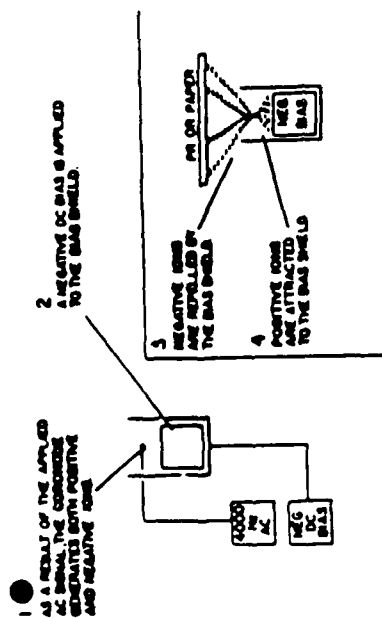 1
AS A RESULT OF THE APPLIED
AC SIGNAL, THE CORONODE
GENERATES BOTH POSITIVE
AND NEGATIVE IONS.
2
A NEGATIVE DC BIAS IS APPLIED
TO THE BIAS SHIELD.
4000
Hz
AC
NEG
DC
BIAS
3
NEGATIVE IONS
ARE REPELLED BY
THE BIAS SHIELD
4
POSITIVE IONS
ARE ATTRACTED
TO THE BIAS SHIELD
PR OR PAPER
NEG
BIAS